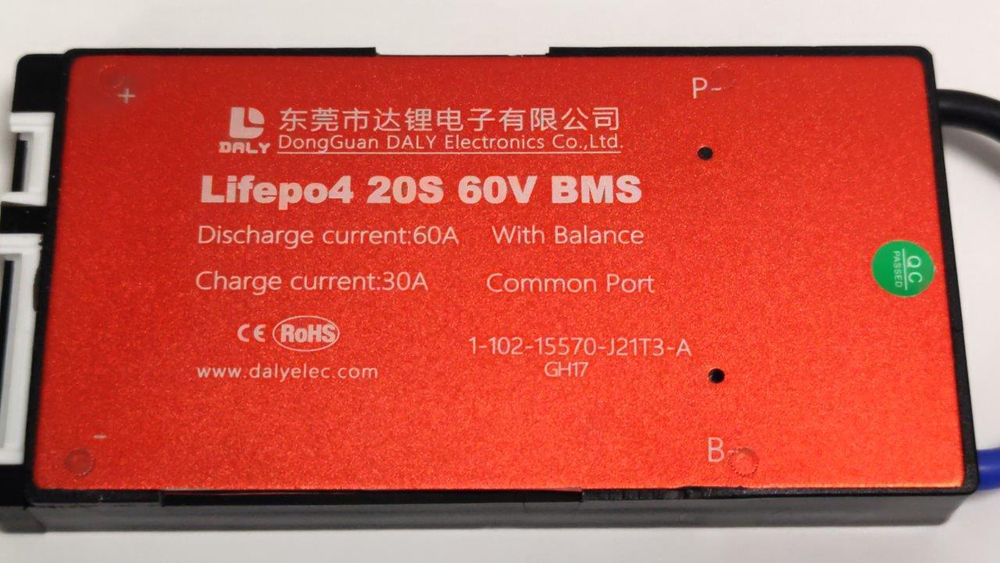 +
P-
DALY
东莞市达锂电子有限公司
DongGuan DALY Electronics Co.,Ltd.
Lifepo4 20S 60V BMS
Discharge current:60A With Balance
Charge current:30A Common Port
QC
PASSED
CE RoHS
1-102-15570-J21T3-A
GH17
www.dalyelec.com
-
B-